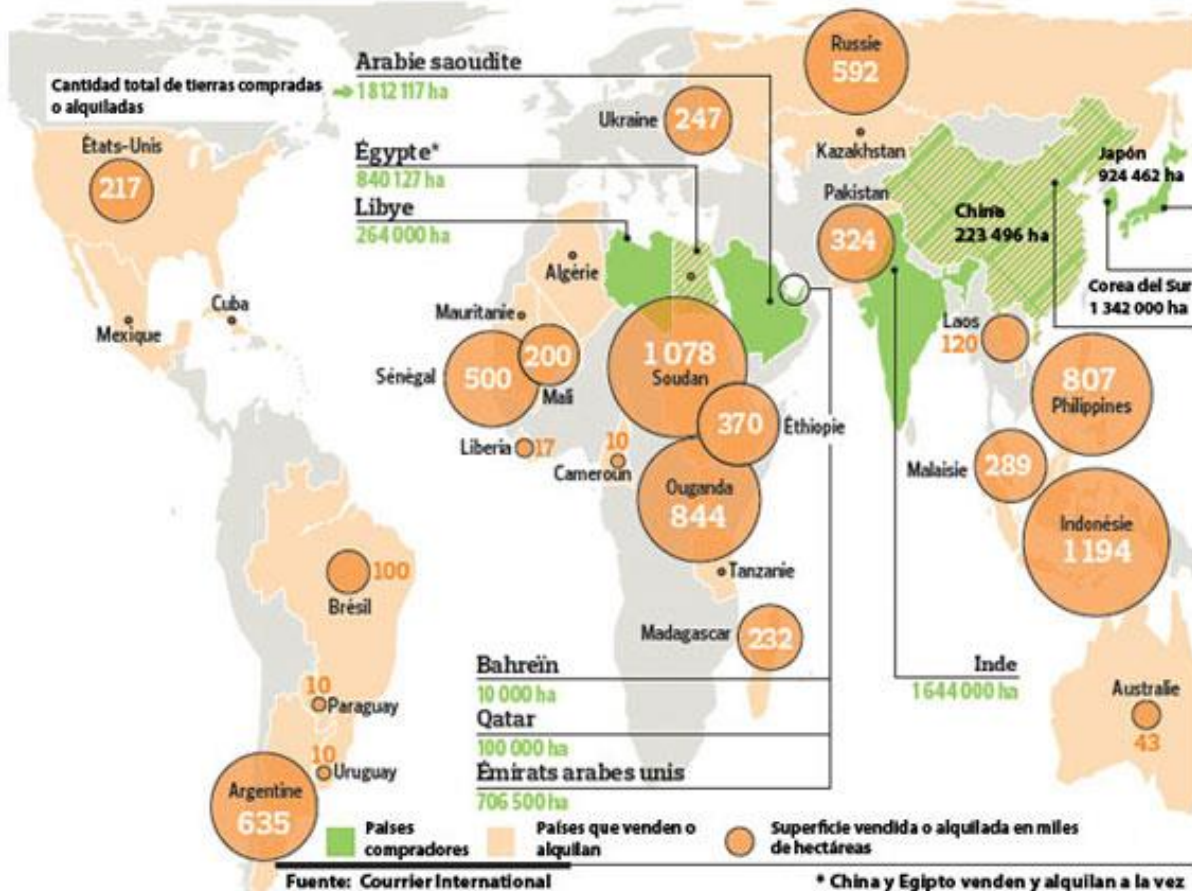 Cantidad total de tierras compradas
o alquiladas
Arabie saoudite
1 812 117 ha
Égypte*
840 127 ha
Libye
264 000 ha
Russie
592
Ukraine
247
Kazakhstan
Pakistan
324
China
223 496 ha
Japón
924 462 ha
Corea del Sur
1 342 000 ha
États-Unis
217
Mexique
Cuba
Algérie
Mauritanie
Sénégal
500
200
Mali
1 078
Soudan
370
Éthiopie
Liberia
17
10
Cameroun
Ouganda
844
Tanzanie
Madagascar
232
Laos
120
807
Philippines
Malaisie
289
Indonésie
1 194
Brésil
100
10
Paraguay
10
Uruguay
Argentine
635
Bahreïn
10 000 ha
Qatar
100 000 ha
Émirats arabes unis
706 500 ha
Inde
1 644 000 ha
Australie
43
Países
compradores
Países que venden o
alquilan
Superficie vendida o alquilada en miles
de hectáreas
Fuente: Courrier International
* China y Egipto venden y alquilan a la vez